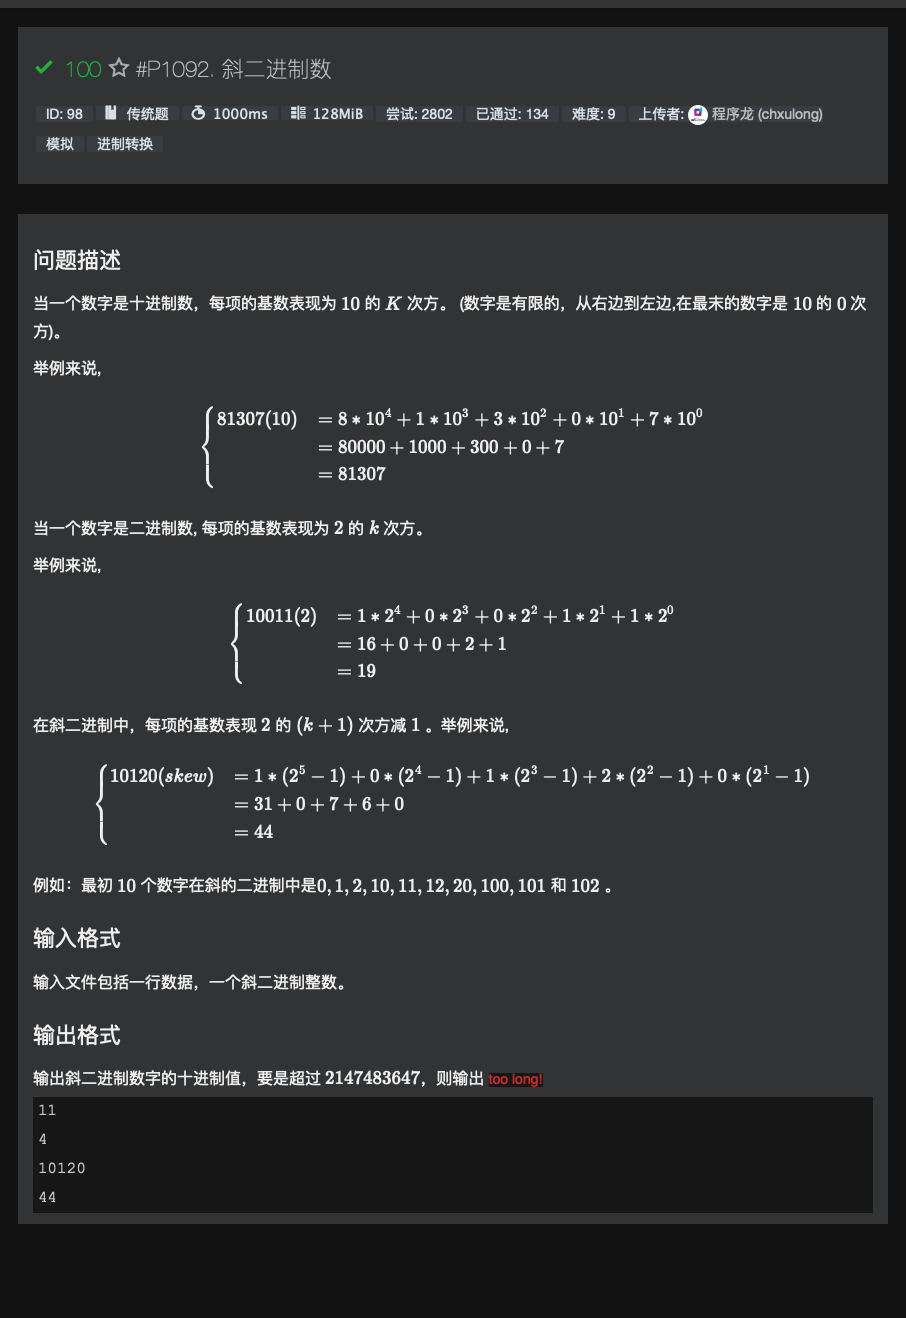 100 ☆ #P1092. 斜二进制数
ID: 98 传统题 1000ms 128MiB 尝试: 2802 已通过: 134 难度: 9 上传者: 程序龙 (chxulong)
模拟 进制转换
问题描述
当一个数字是十进制数，每项的基数表现为 10 的 K 次方。 (数字是有限的，从右边到左边,在最末的数字是 10 的 0 次
方)。
举例来说,
81307(10) = 8 * 10^4 + 1 * 10^3 + 3 * 10^2 + 0 * 10^1 + 7 * 10^0
= 80000 + 1000 + 300 + 0 + 7
= 81307
当一个数字是二进制数, 每项的基数表现为 2 的 k 次方。
举例来说,
10011(2) = 1 * 2^4 + 0 * 2^3 + 0 * 2^2 + 1 * 2^1 + 1 * 2^0
= 16 + 0 + 0 + 2 + 1
= 19
在斜二进制中，每项的基数表现 2 的 (k + 1) 次方减 1 。举例来说,
10120(skew) = 1 * (2^5 − 1) + 0 * (2^4 − 1) + 1 * (2^3 − 1) + 2 * (2^2 − 1) + 0 * (2^1 − 1)
= 31 + 0 + 7 + 6 + 0
= 44
例如：最初 10 个数字在斜的二进制中是0, 1, 2, 10, 11, 12, 20, 100, 101 和 102 。
输入格式
输入文件包括一行数据，一个斜二进制整数。
输出格式
输出斜二进制数字的十进制值，要是超过 2147483647，则输出 too long!
11
4
10120
44